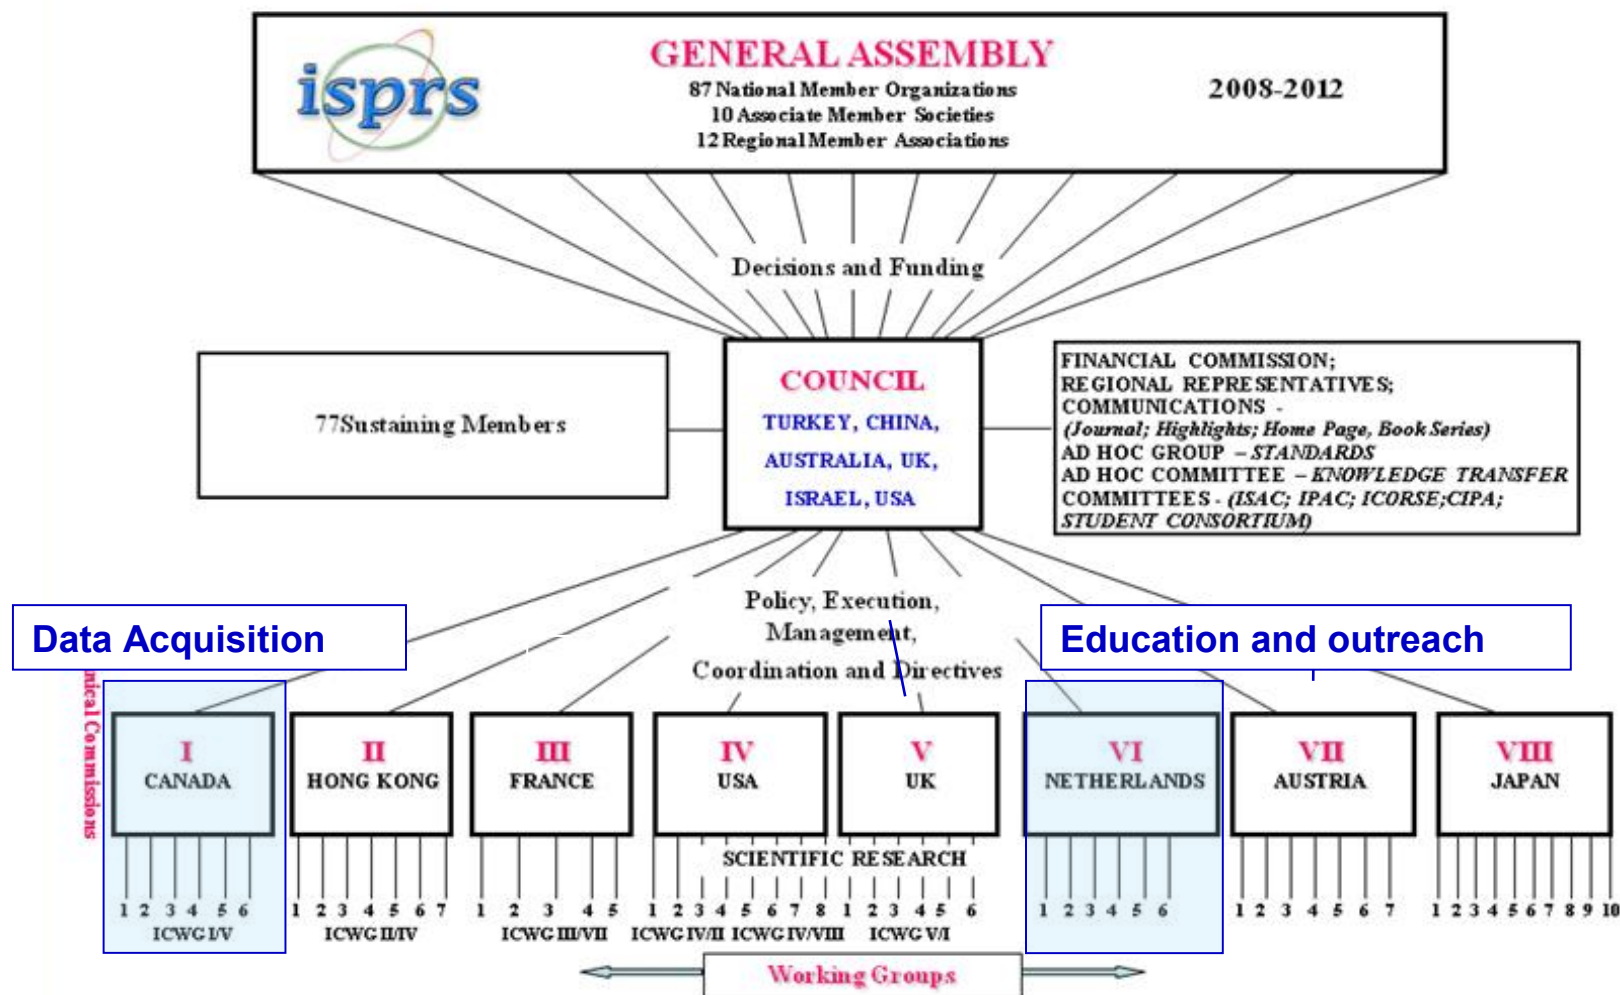 isprs
GENERAL ASSEMBLY
87 National Member Organizations
10 Associate Member Societies
12 Regional Member Associations
2008-2012
Decisions and Funding
77Sustaining Members
COUNCIL
TURKEY, CHINA,
AUSTRALIA, UK,
ISRAEL, USA
FINANCIAL COMMISSION;
REGIONAL REPRESENTATIVES;
COMMUNICATIONS -
(Journal; Highlights; Home Page, Book Series)
AD HOC GROUP – STANDARDS
AD HOC COMMITTEE – KNOWLEDGE TRANSFER
COMMITTEES - (ISAC; IPAC; ICORSE;CIPA;
STUDENT CONSORTIUM)
Policy, Execution,
Management,
Coordination and Directives
Data Acquisition
Education and outreach
nical Commissions
I
CANADA
II
HONG KONG
III
FRANCE
IV
USA
V
UK
VI
NETHERLANDS
VII
AUSTRIA
VIII
JAPAN
SCIENTIFIC RESEARCH
1 2 3 4 5 6
1 2 3 4 5 6 7
1 2 3 4 5
1 2 3 4 5 6 7 8
1 2 3 4 5 6
1 2 3 4 5 6
1 2 3 4 5 6 7
1 2 3 4 5 6 7 8 9 10
ICWG I/V
ICWG II/IV
ICWG III/VII
ICWG IV/II ICWG IV/VIII
ICWG V/I
Working Groups